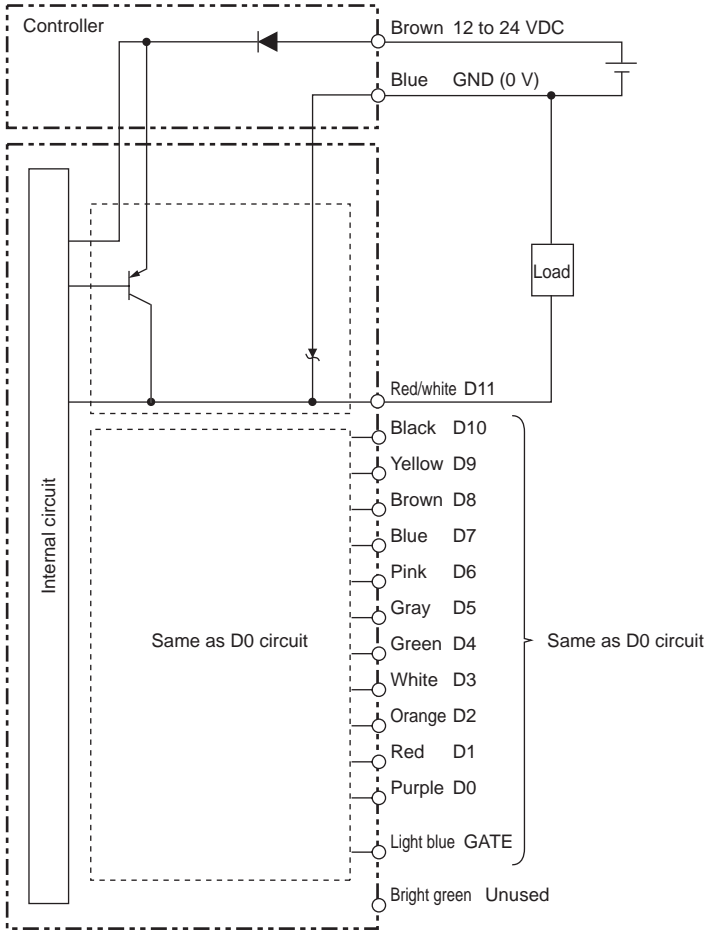 Controller
Brown 12 to 24 VDC
Blue GND (0 V)
Load
Red/white D11
Black D10
Yellow D9
Brown D8
Blue D7
Pink D6
Gray D5
Green D4
White D3
Orange D2
Red D1
Purple D0
Light blue GATE
Bright green Unused
Internal circuit
Same as D0 circuit
Same as D0 circuit